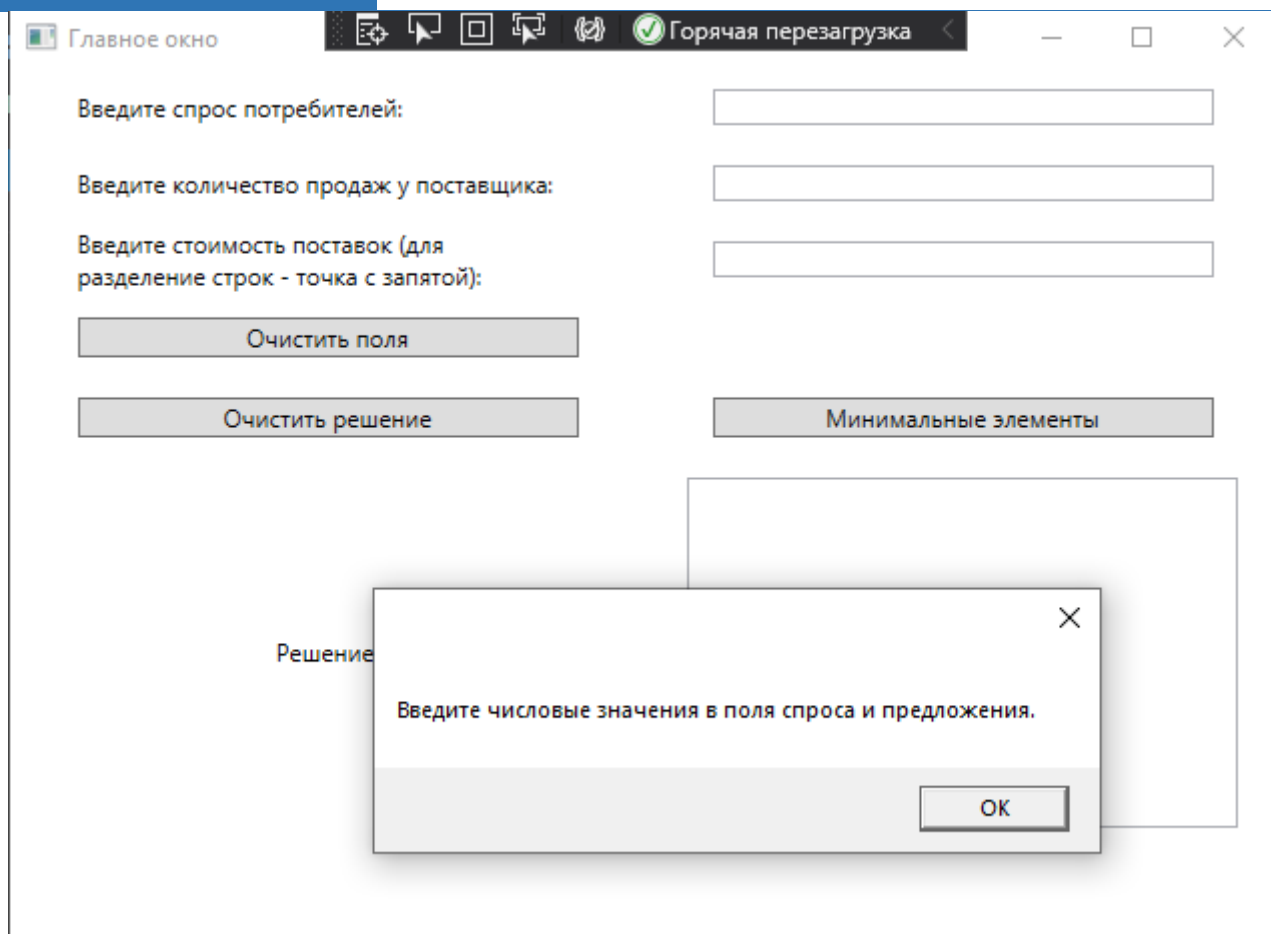 Главное окно
Горячая перезагрузка
Введите спрос потребителей:
Введите количество продаж у поставщика:
Введите стоимость поставок (для
разделение строк - точка с запятой):
Очистить поля
Очистить решение
Минимальные элементы
Решение
Введите числовые значения в поля спроса и предложения.
ОК